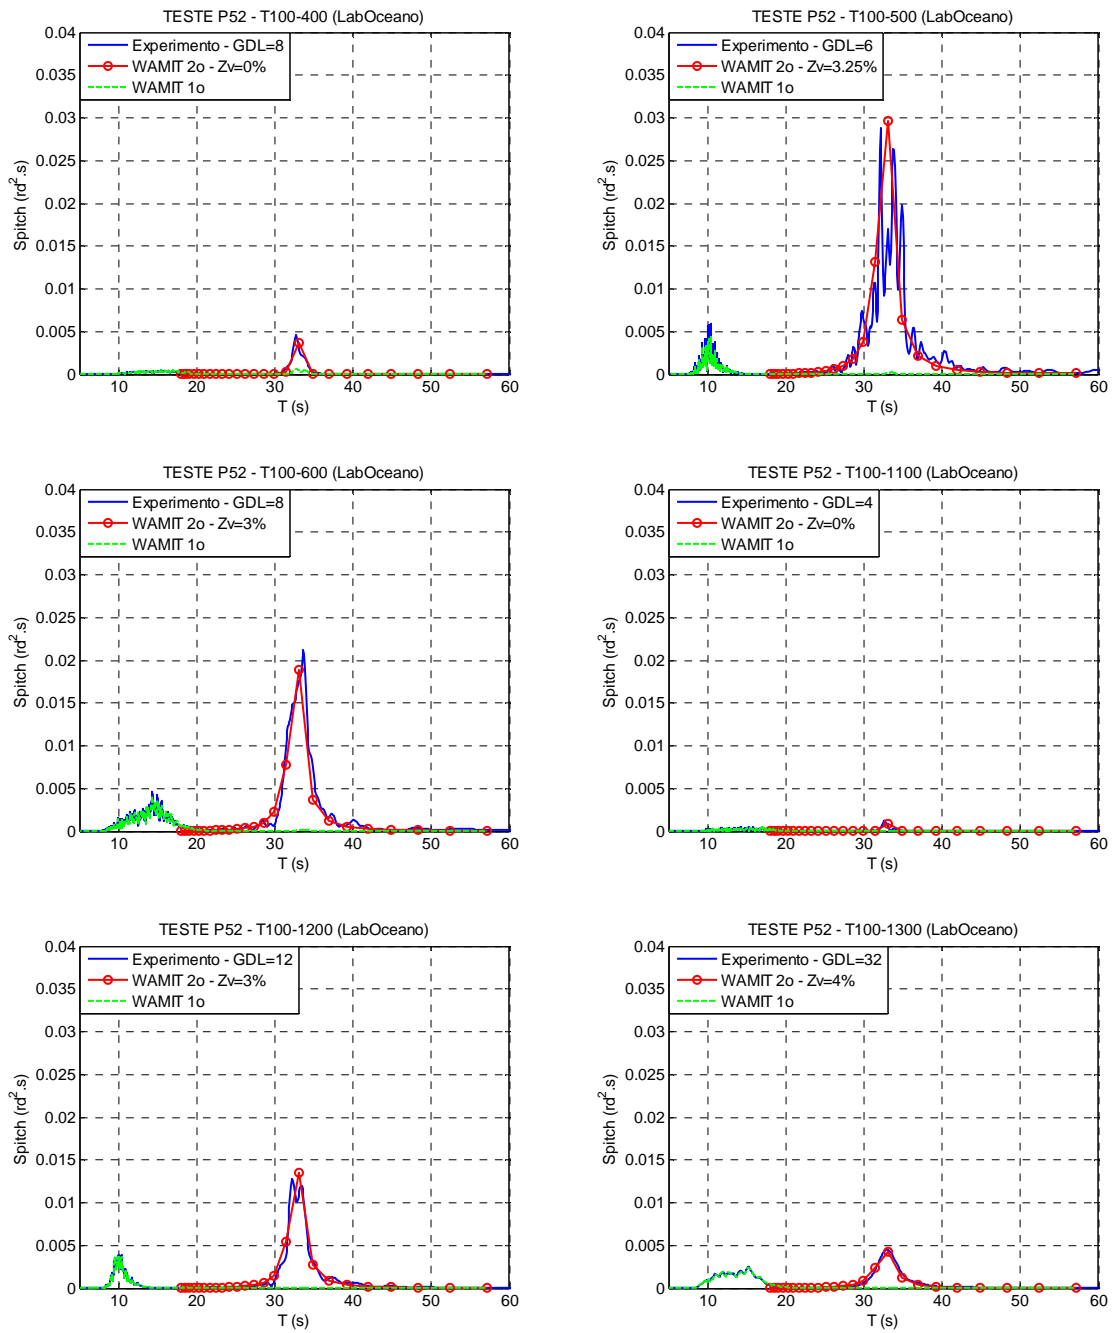 TESTE P52 - T100-400 (LabOceano)
0.04
0.035
0.03
0.025
0.02
0.015
0.01
0.005
0
Spitch (rd².s)
Experimento - GDL=8
WAMIT 2o - Zv=0%
WAMIT 1o
10 20 30 40 50 60
T (s)
TESTE P52 - T100-500 (LabOceano)
0.04
0.035
0.03
0.025
0.02
0.015
0.01
0.005
0
Spitch (rd².s)
Experimento - GDL=6
WAMIT 2o - Zv=3.25%
WAMIT 1o
10 20 30 40 50 60
T (s)
TESTE P52 - T100-600 (LabOceano)
0.04
0.035
0.03
0.025
0.02
0.015
0.01
0.005
0
Spitch (rd².s)
Experimento - GDL=8
WAMIT 2o - Zv=3%
WAMIT 1o
10 20 30 40 50 60
T (s)
TESTE P52 - T100-1100 (LabOceano)
0.04
0.035
0.03
0.025
0.02
0.015
0.01
0.005
0
Spitch (rd².s)
Experimento - GDL=4
WAMIT 2o - Zv=0%
WAMIT 1o
10 20 30 40 50 60
T (s)
TESTE P52 - T100-1200 (LabOceano)
0.04
0.035
0.03
0.025
0.02
0.015
0.01
0.005
0
Spitch (rd².s)
Experimento - GDL=12
WAMIT 2o - Zv=3%
WAMIT 1o
10 20 30 40 50 60
T (s)
TESTE P52 - T100-1300 (LabOceano)
0.04
0.035
0.03
0.025
0.02
0.015
0.01
0.005
0
Spitch (rd².s)
Experimento - GDL=32
WAMIT 2o - Zv=4%
WAMIT 1o
10 20 30 40 50 60
T (s)